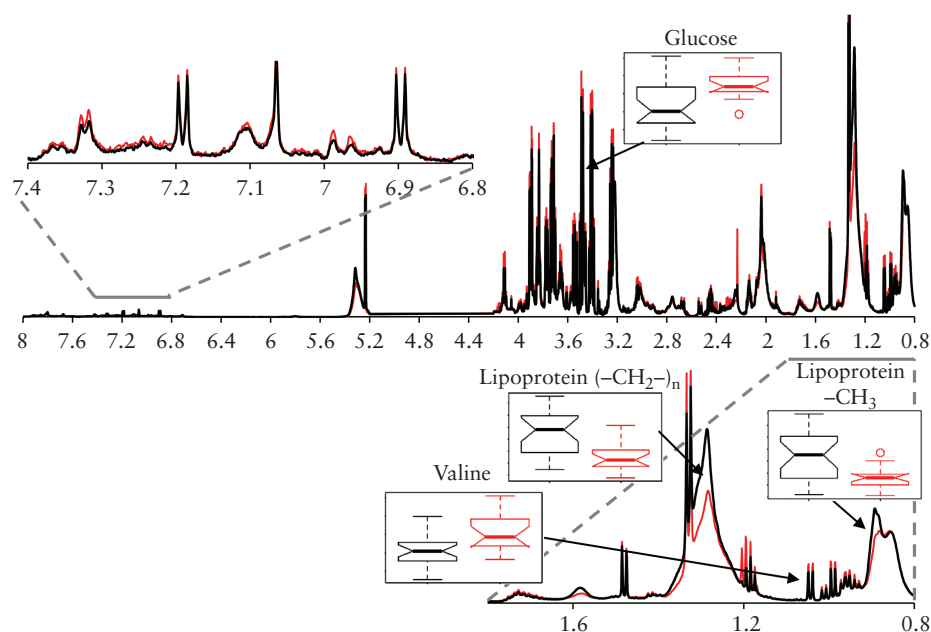 Glucose
7.4 7.3 7.2 7.1 7 6.9 6.8
8 7.6 7.2 6.8 6.4 6 5.6 5.2 4.8 4.4 4 3.6 3.2 2.8 2.4 2 1.6 1.2 0.8
Lipoprotein (–CH2–)n
Lipoprotein
–CH3
Valine
1.6 1.2 0.8